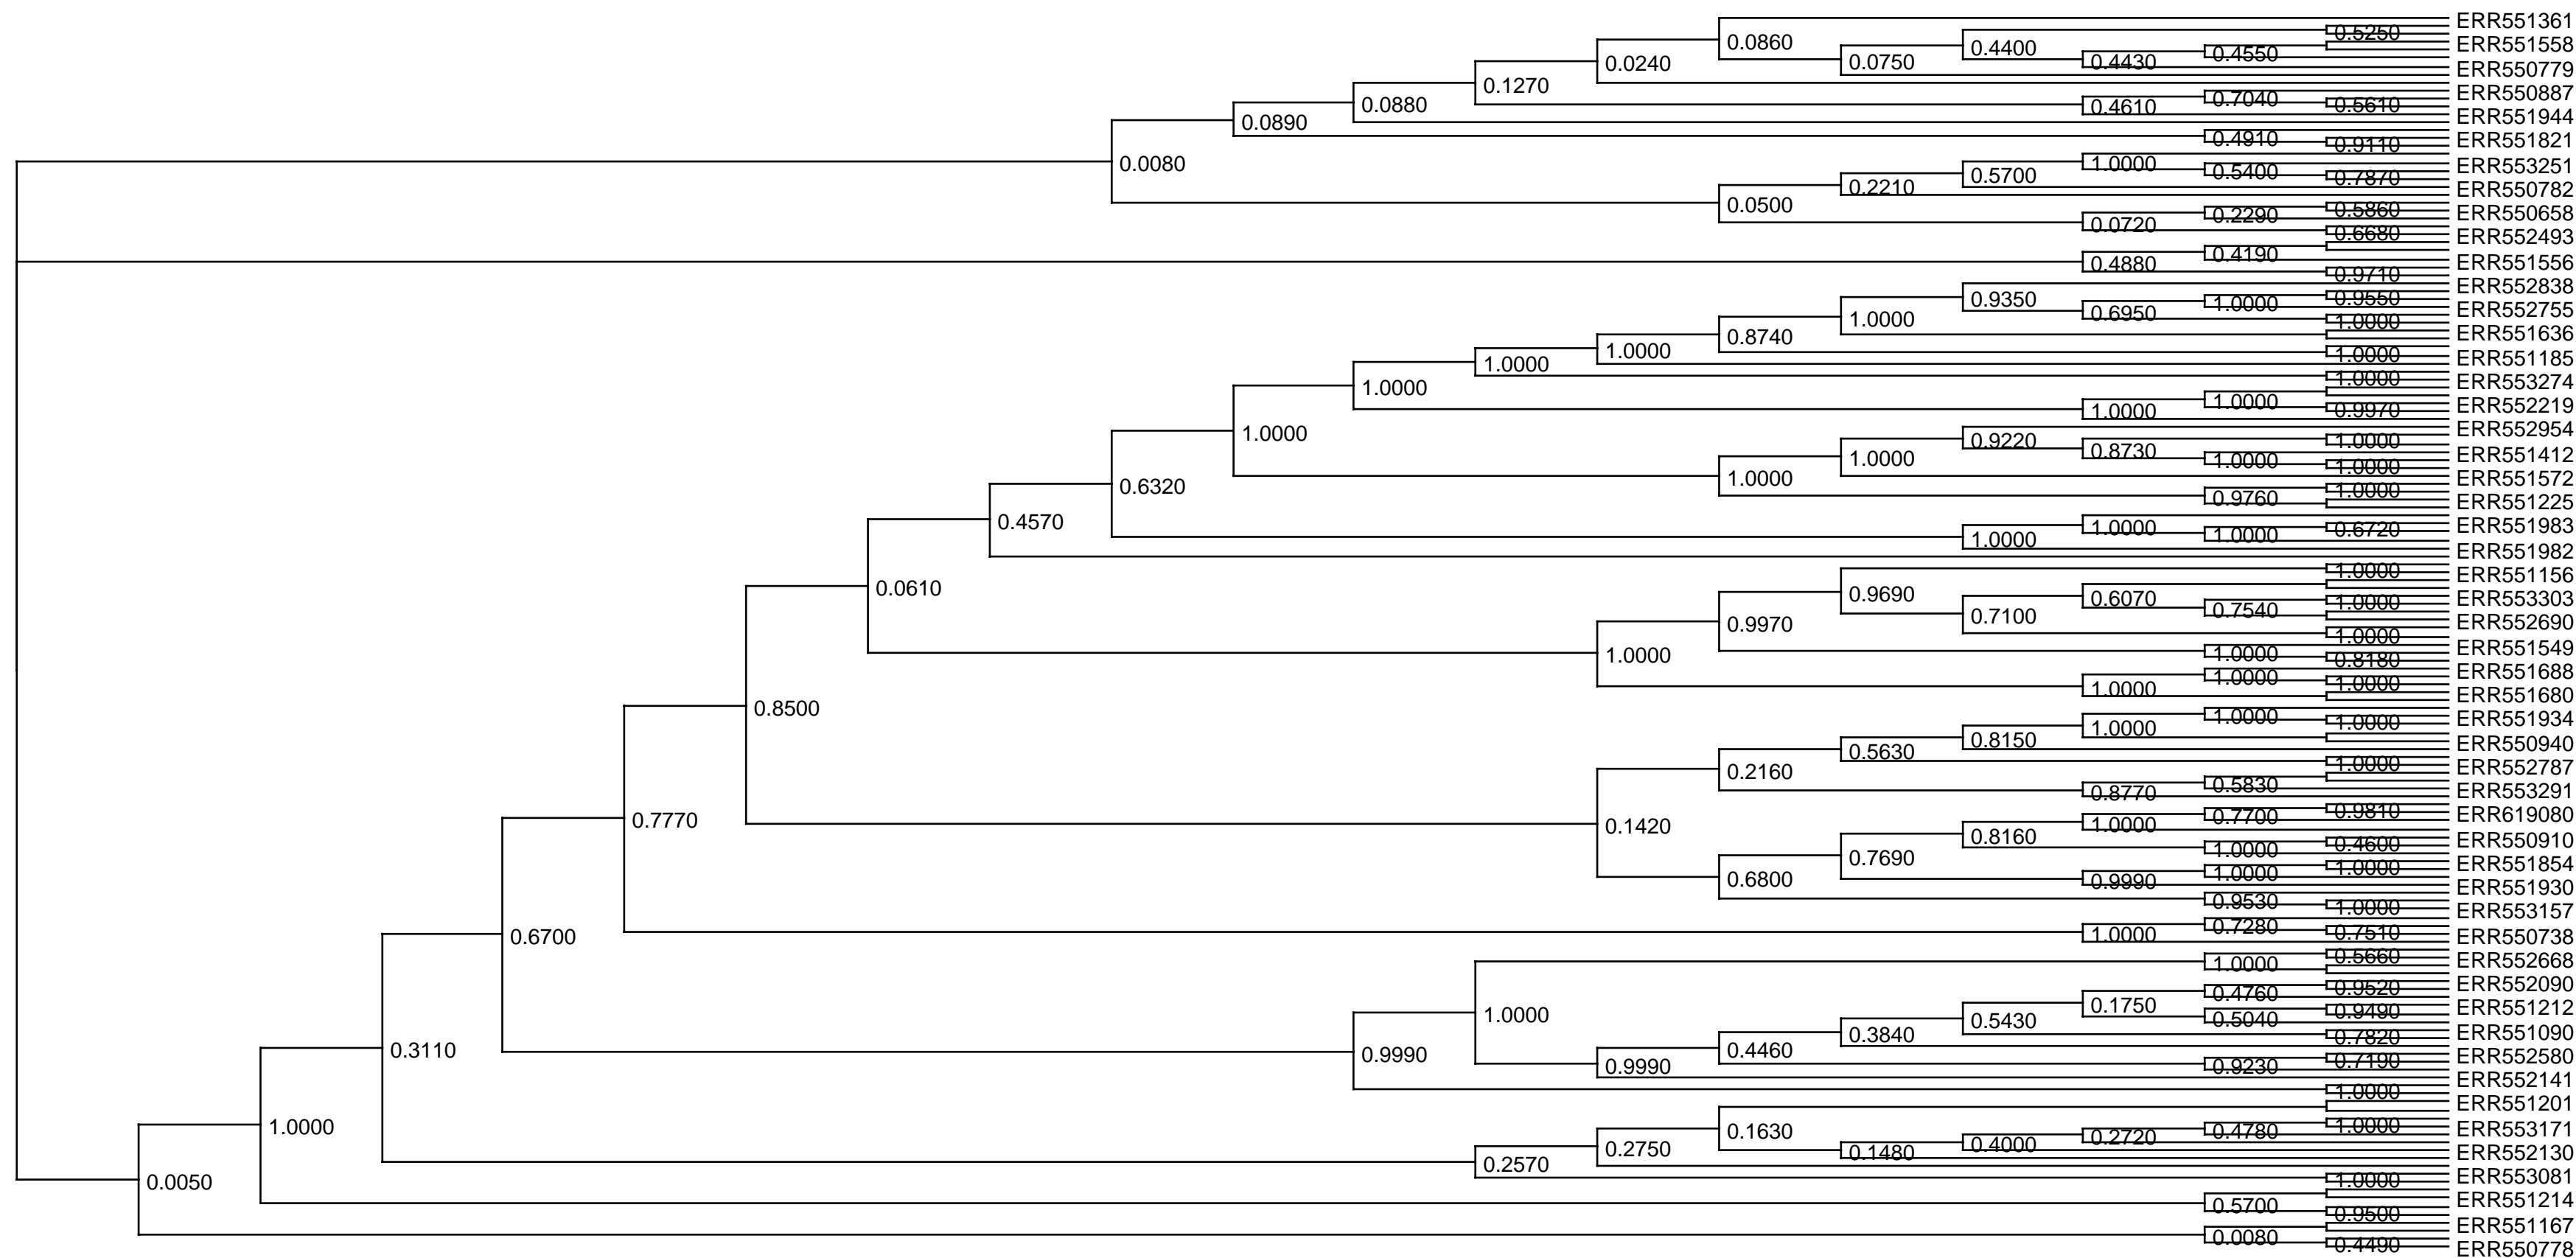 ERR551361
0.5250
0.0860
0.4400 ERR551558
0.0240 0.0750 0.4430 0.4550
ERR550779
0.1270
ERR550887
0.0880 0.4610 0.7040 0.5610
0.0890 ERR551944
0.4910 ERR551821
0.9110
0.0080 1.0000 ERR553251
0.5700 0.5400 0.7870
0.2210 ERR550782
0.0500 0.5860
0.0720 0.2290 ERR550658
0.6680 ERR552493
0.4190
0.4880 ERR551556
0.9710
ERR552838
0.9350 1.0000 0.9550
1.0000 0.6950 ERR552755
1.0000
0.8740 ERR551636
1.0000 1.0000 ERR551185
1.0000
1.0000 1.0000 ERR553274
1.0000 1.0000 0.9970 ERR552219
1.0000 ERR552954
0.9220 1.0000
1.0000 0.8730 1.0000 ERR551412
1.0000
1.0000 ERR551572
0.6320 1.0000
0.9760 ERR551225
0.4570 1.0000 0.6720 ERR551983
1.0000 1.0000
ERR551982
1.0000 ERR551156
0.0610 0.9690
0.6070 1.0000 ERR553303
0.7100 0.7540
0.9970 ERR552690
1.0000
1.0000 1.0000 ERR551549
0.8180
1.0000 ERR551688
1.0000 1.0000
ERR551680
0.8500 1.0000 1.0000 ERR551934
1.0000
0.8150
0.5630 ERR550940
0.2160 1.0000 ERR552787
0.8770 0.5830 ERR553291
0.7770 0.7700 0.9810 ERR619080
0.1420 0.8160 1.0000
0.4600 ERR550910
0.7690 1.0000
0.6800 1.0000 ERR551854
0.9990 1.0000
ERR551930
0.9530
1.0000 ERR553157
0.6700 0.7280
1.0000 0.7510 ERR550738
0.5660 ERR552668
1.0000
0.9520 ERR552090
0.1750 0.4760
1.0000 0.9490 ERR551212
0.5430 0.5040
0.3840 0.7820 ERR551090
0.3110 0.9990 0.4460
0.7190 ERR552580
0.9990 0.9230
ERR552141
1.0000
ERR551201
1.0000 0.1630 1.0000 ERR553171
0.2750 0.1480 0.4000 0.2720 0.4780
ERR552130
0.2570
0.0050 1.0000 ERR553081
0.5700 ERR551214
0.9500
ERR551167
0.0080 0.4490 ERR550778